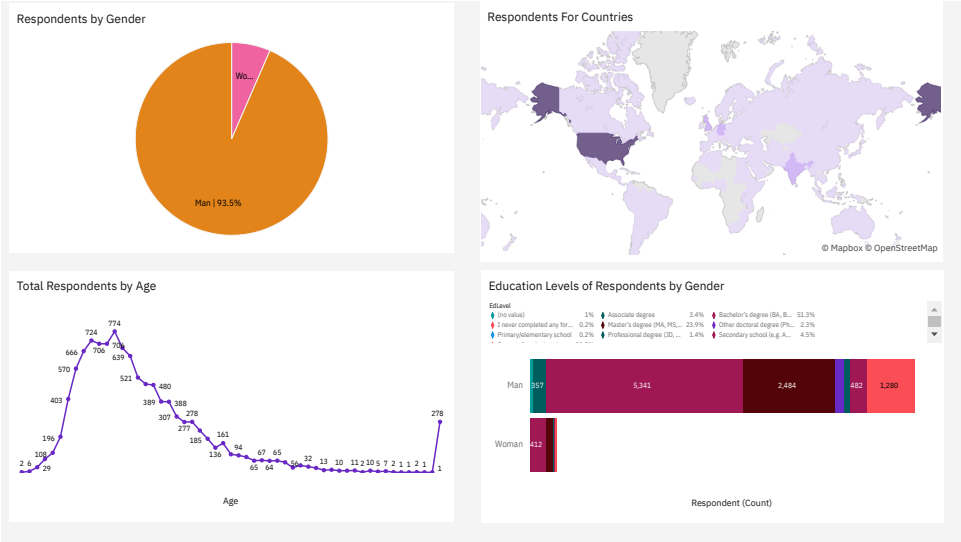 Respondents by Gender
Wo...
Man | 93.5%
Respondents For Countries
© Mapbox © OpenStreetMap
Total Respondents by Age
2 6 29 108 196 403 570 666 724 706 774 639 521 389 480 307 388 277 278 185 136 161 94 65 67 64 65 56 32 13 10 11 2 10 5 7 2 1 1 2 1 1 278
Age
Education Levels of Respondents by Gender
EdLevel
(no value) 1% Associate degree 3.4% Bachelor's degree (BA, B... 51.3%
I never completed any for... 0.2% Master's degree (MA, MS,... 23.9% Other doctoral degree (Ph... 2.3%
Primary/elementary school 0.2% Professional degree (JD, ... 1.4% Secondary school (e.g. A... 4.5%
Man 357 5,341 2,484 482 1,280
Woman 412
Respondent (Count)